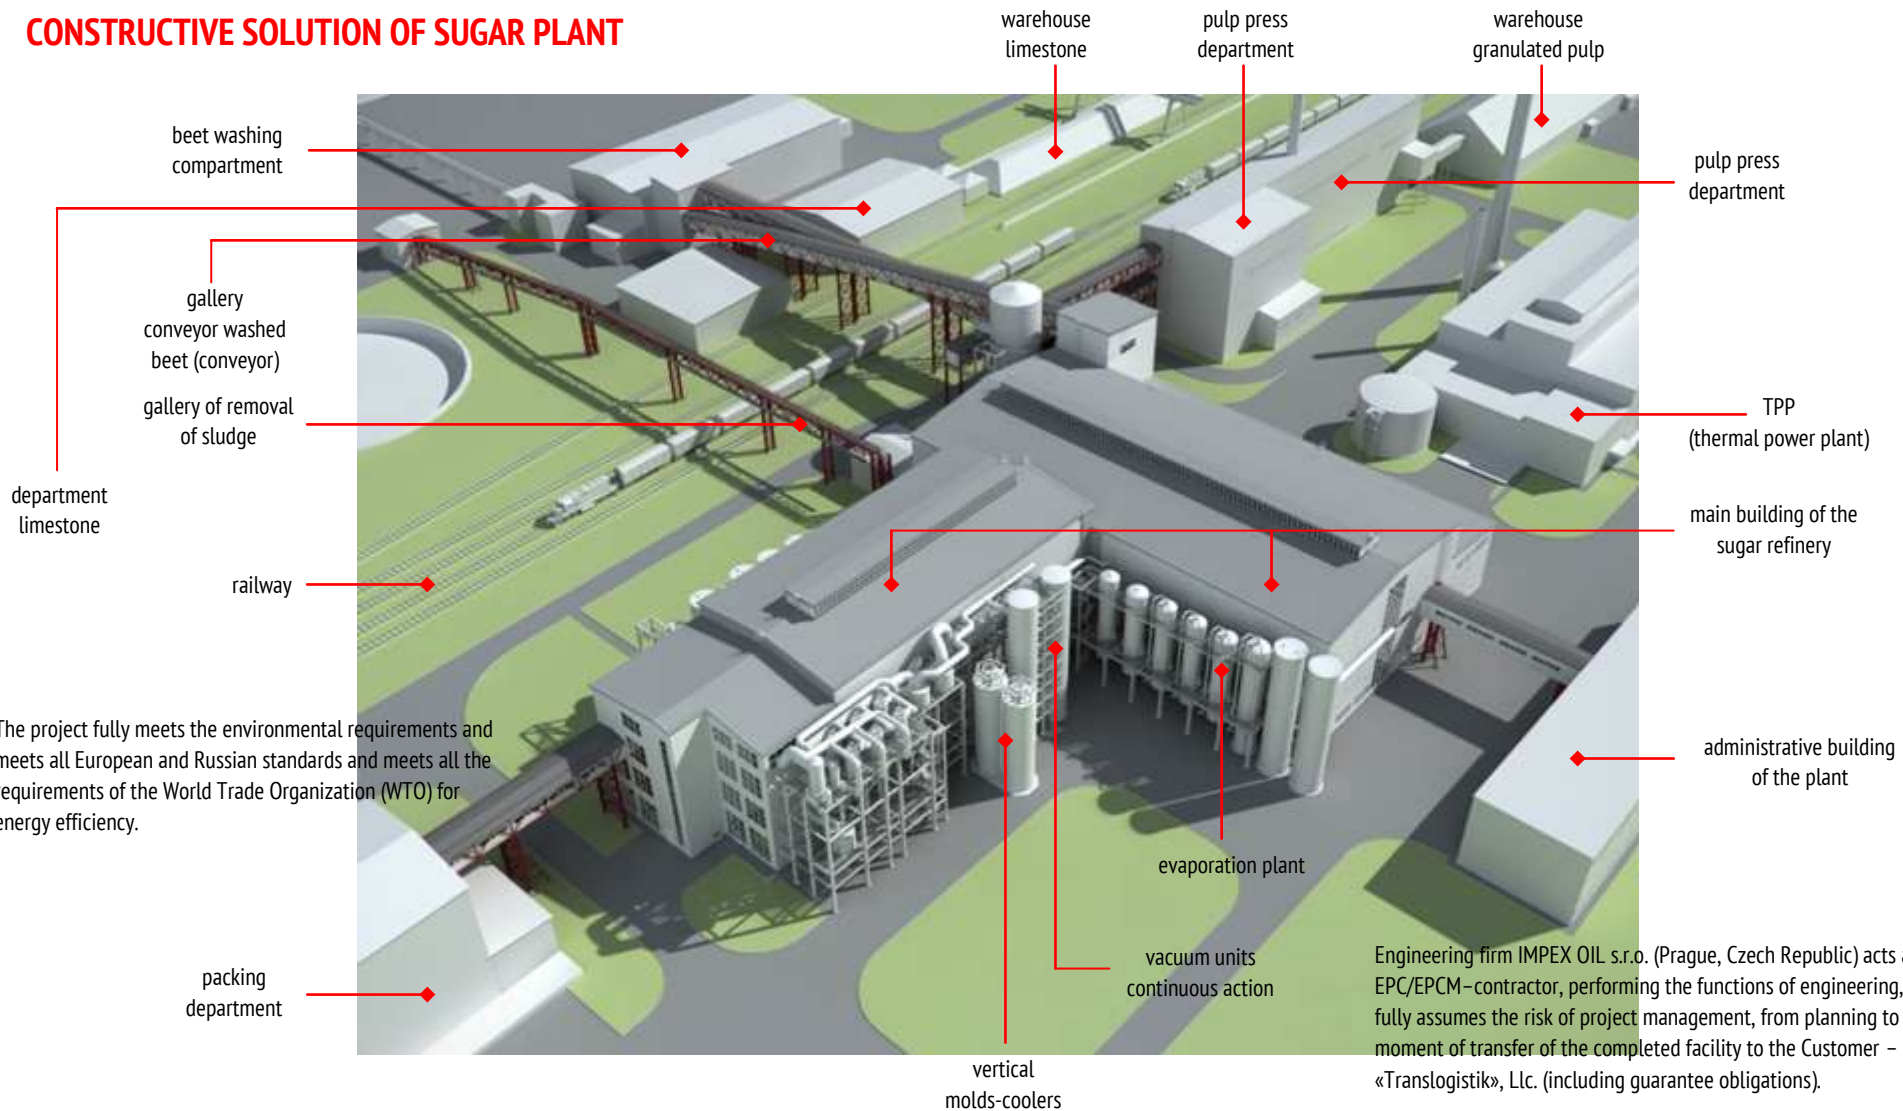 CONSTRUCTIVE SOLUTION OF SUGAR PLANT
warehouse
limestone
pulp press
department
warehouse
granulated pulp
beet washing
compartment
pulp press
department
gallery
conveyor washed
beet (conveyor)
gallery of removal
of sludge
TPP
(thermal power plant)
department
limestone
main building of the
sugar refinery
railway
The project fully meets the environmental requirements and
meets all European and Russian standards and meets all the
requirements of the World Trade Organization (WTO) for
energy efficiency.
administrative building
of the plant
evaporation plant
packing
department
vacuum units
continuous action
vertical
molds-coolers
Engineering firm IMPEX OIL s.r.o. (Prague, Czech Republic) acts
EPC/EPCM–contractor, performing the functions of engineering,
fully assumes the risk of project management, from planning to
moment of transfer of the completed facility to the Customer –
«Translogistik», Llc. (including guarantee obligations).